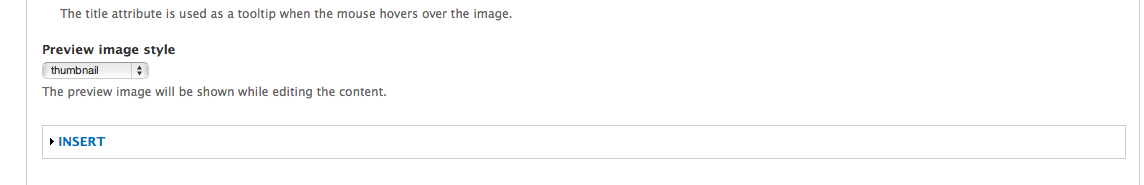 The title attribute is used as a tooltip when the mouse hovers over the image.
Preview image style
thumbnail
The preview image will be shown while editing the content.
INSERT